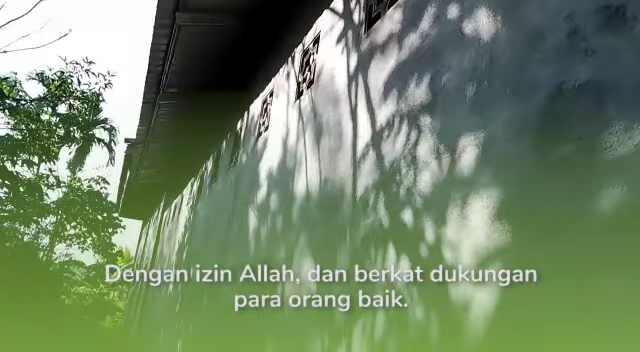 Dengan izin Allah, dan berkat dukungan
para orang baik.